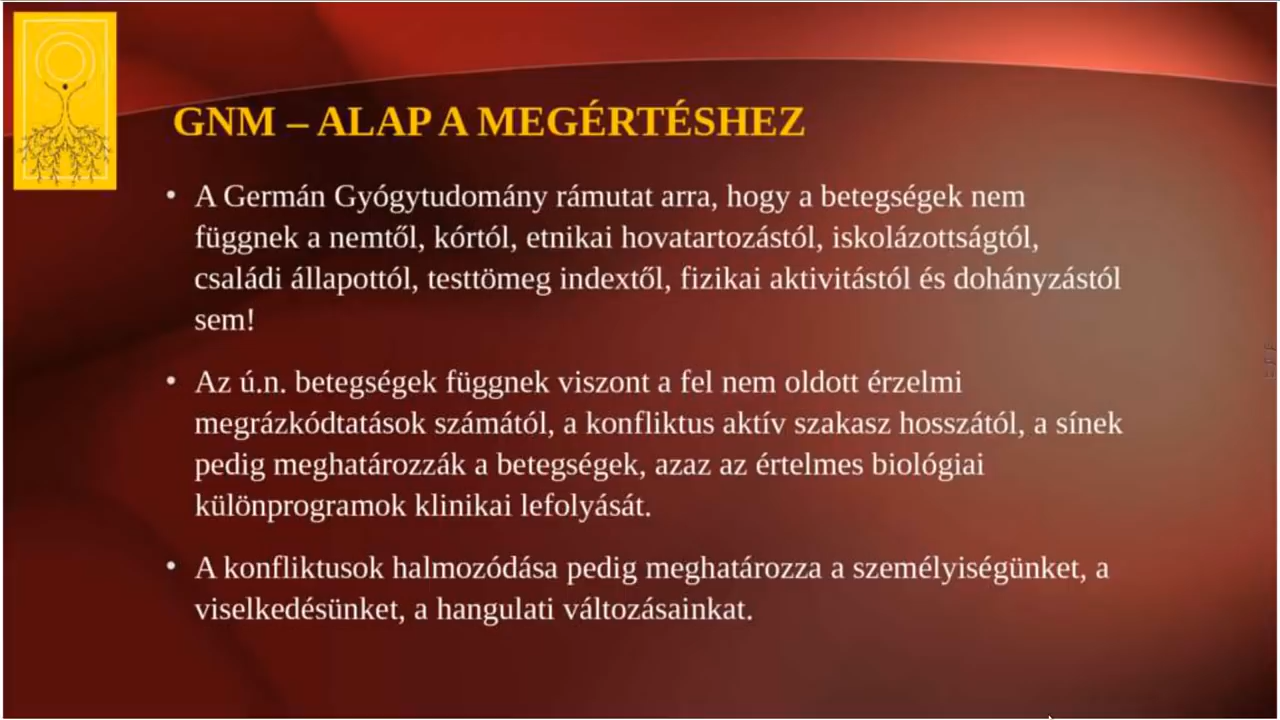 GNM – ALAP A MEGÉRTÉSHEZ
• A Germán Gyógytudomány rámutat arra, hogy a betegségek nem
függnek a nemtől, kórtól, etnikai hovatartozástól, iskolázottságtól,
családi állapottól, testtömeg indextől, fizikai aktivitástól és dohányzástól
sem!
• Az ú.n. betegségek függnek viszont a fel nem oldott érzelmi
megrázkódtatások számától, a konfliktus aktív szakasz hosszától, a sínek
pedig meghatározzák a betegségek, azaz az értelmes biológiai
különprogramok klinikai lefolyását.
• A konfliktusok halmozódása pedig meghatározza a személyiségünket, a
viselkedésünket, a hangulati változásainkat.